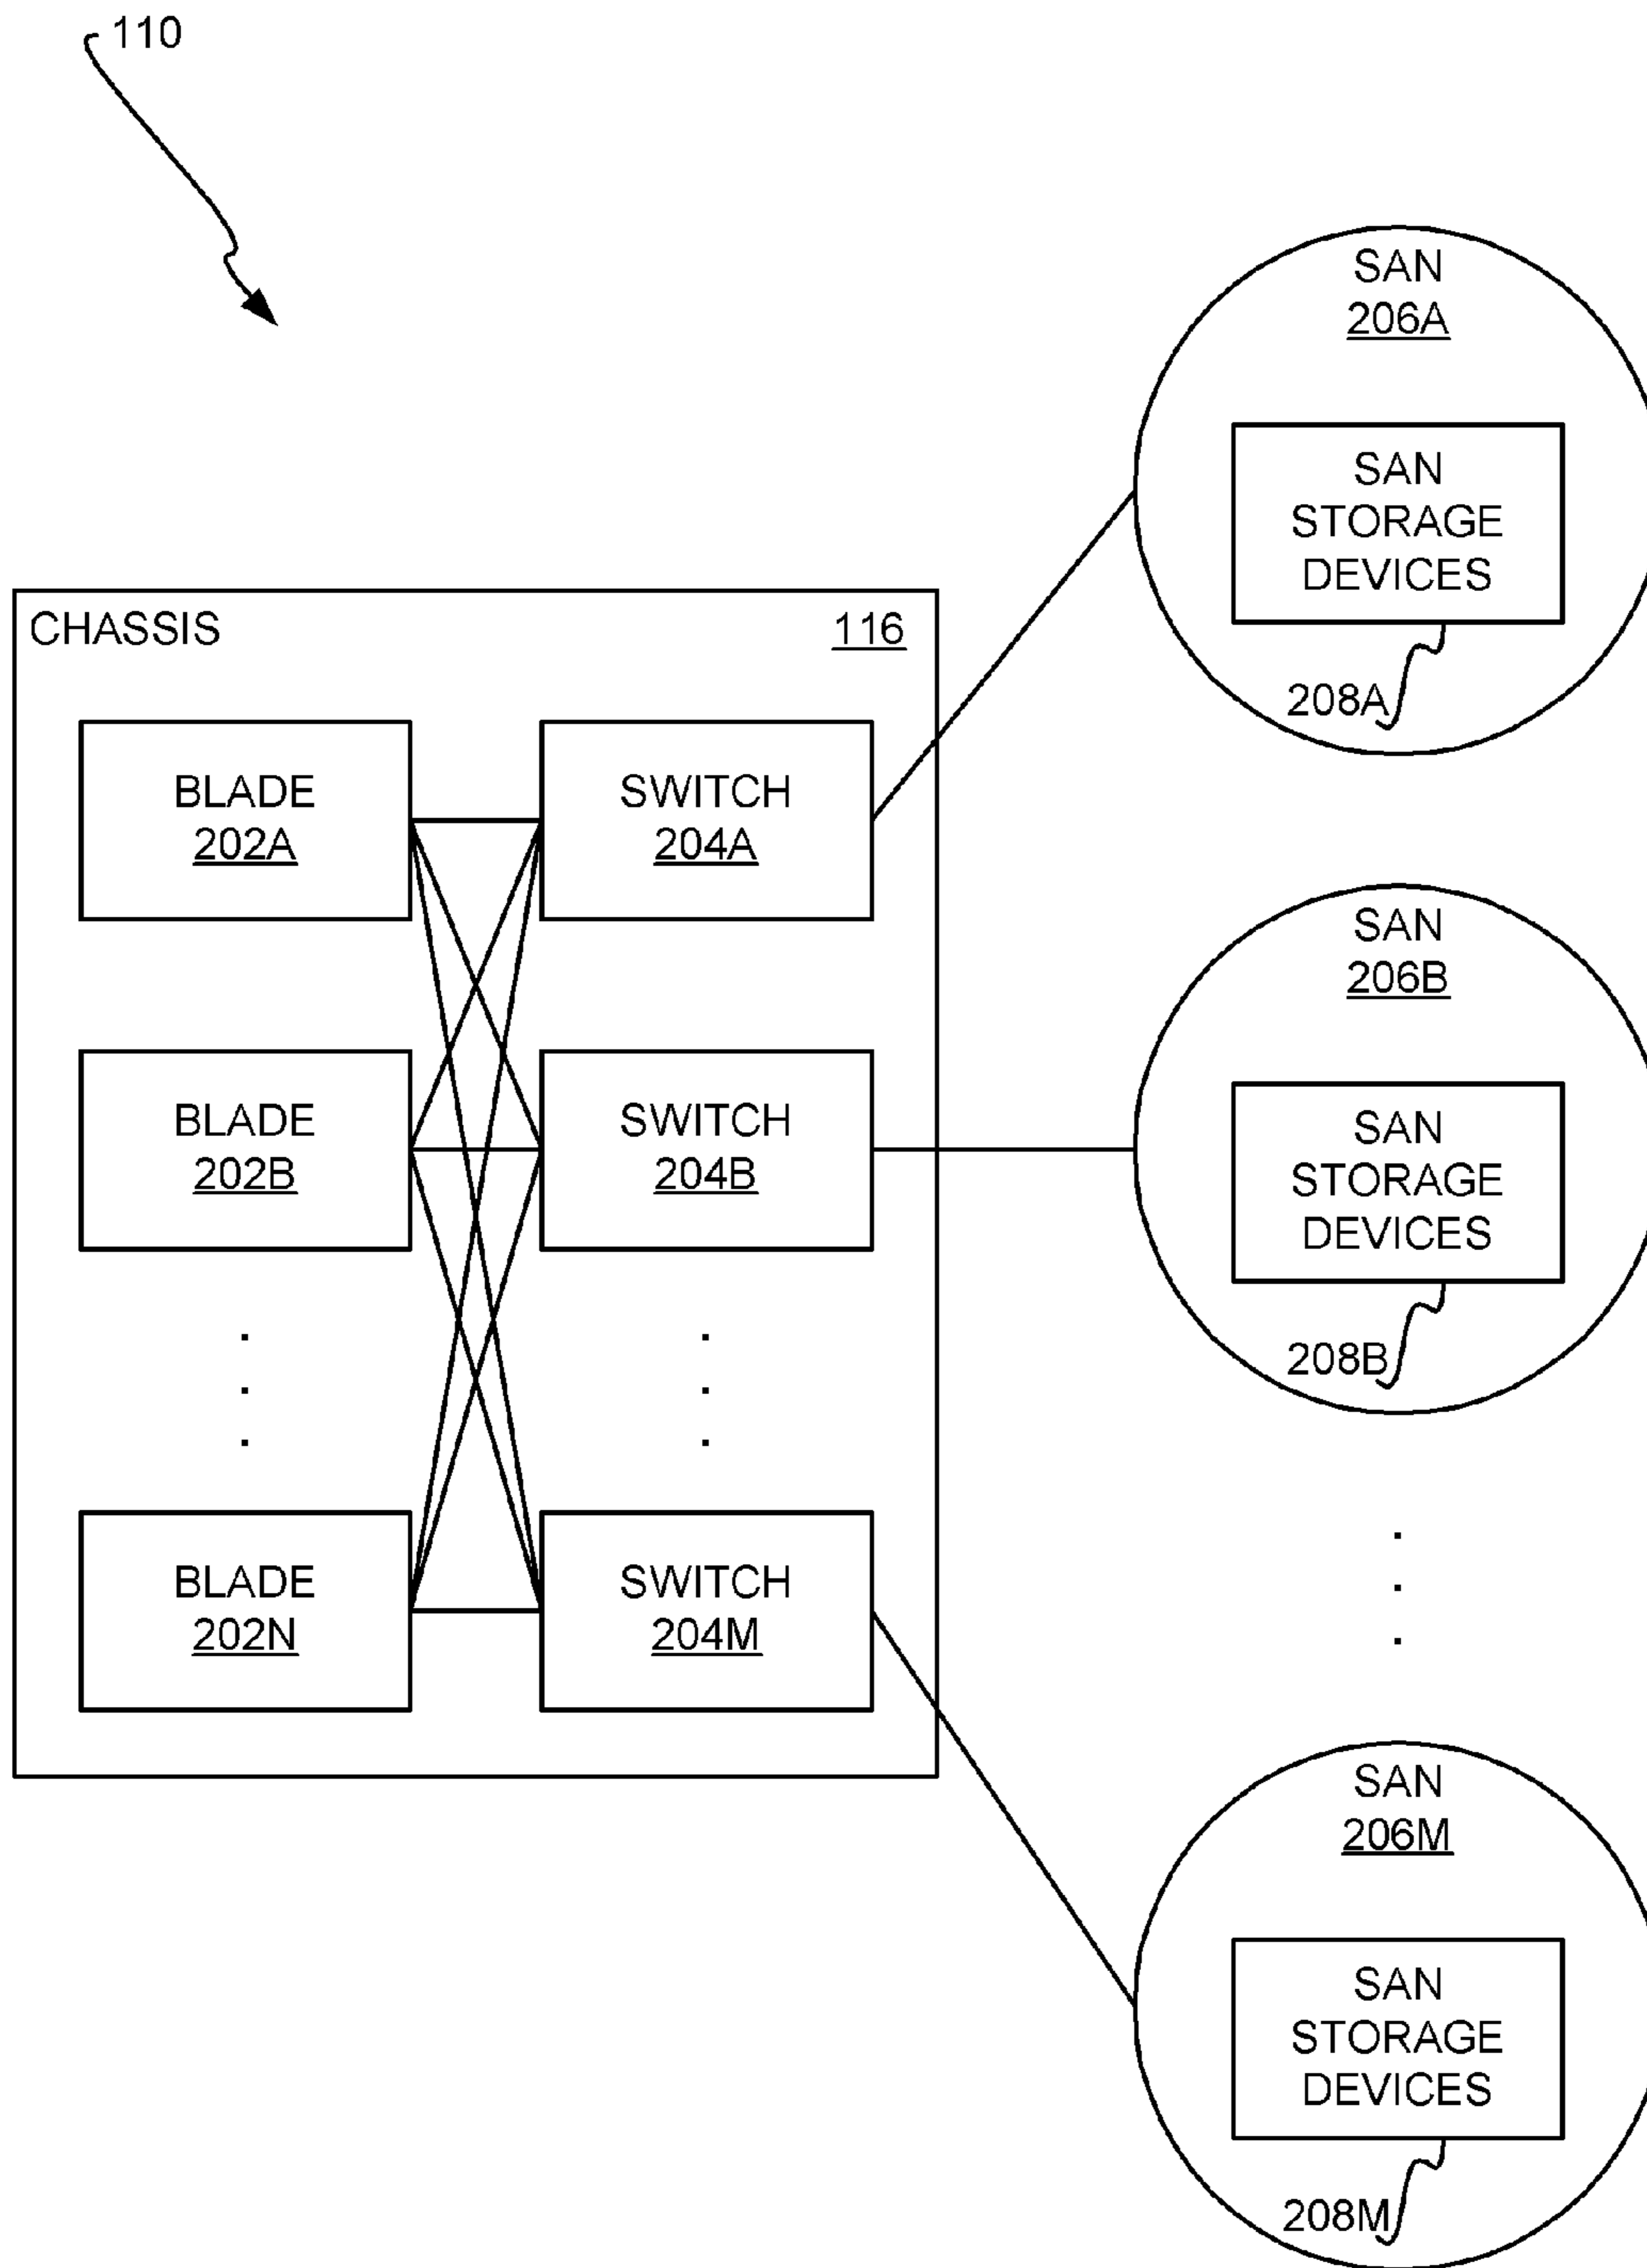 110
SAN
206A
SAN
STORAGE
DEVICES
208A
CHASSIS 116
BLADE
202A
SWITCH
204A
SAN
206B
SAN
STORAGE
DEVICES
208B
BLADE
202B
SWITCH
204B
BLADE
202N
SWITCH
204M
SAN
206M
SAN
STORAGE
DEVICES
208M